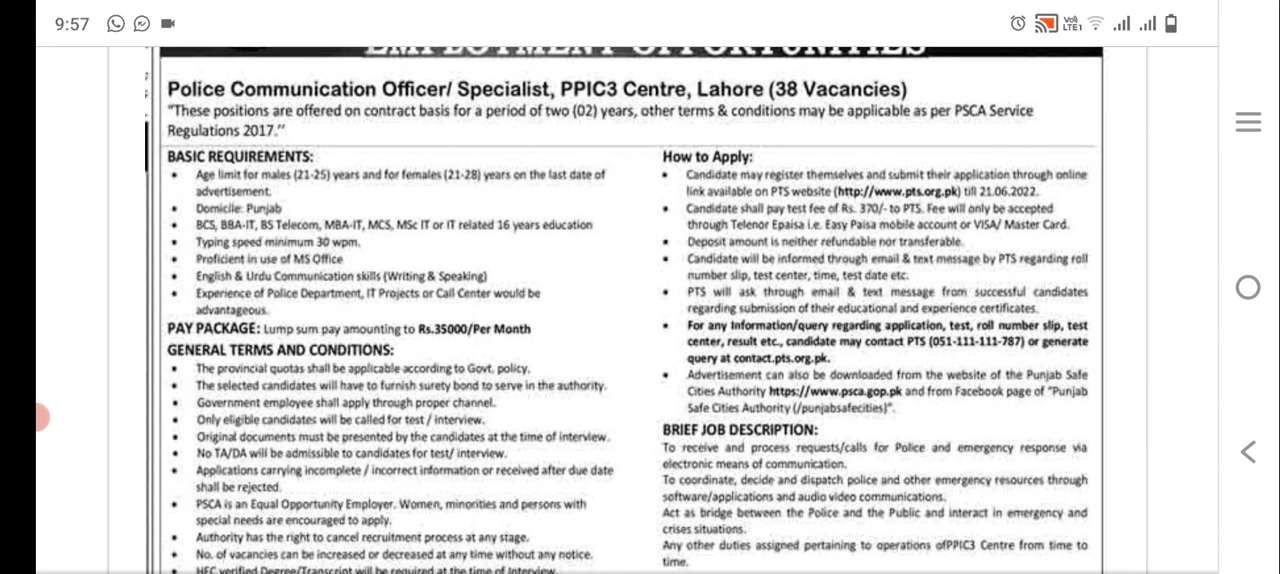 9:57
LTE1
EMPLOYMENT OPPORTUNITIES
Police Communication Officer/ Specialist, PPIC3 Centre, Lahore (38 Vacancies)
"These positions are offered on contract basis for a period of two (02) years, other terms & conditions may be applicable as per PSCA Service
Regulations 2017."
BASIC REQUIREMENTS:
• Age limit for males (21-25) years and for females (21-28) years on the last date of
advertisement.
• Domicile: Punjab
• BCS, BBA-IT, BS Telecom, MBA-IT, MCS, MSc IT or IT related 16 years education
• Typing speed minimum 30 wpm.
• Proficient in use of MS Office
• English & Urdu Communication skills (Writing & Speaking)
• Experience of Police Department, IT Projects or Call Center would be
advantageous.
PAY PACKAGE: Lump sum pay amounting to Rs.35000/Per Month
GENERAL TERMS AND CONDITIONS:
• The provincial quotas shall be applicable according to Govt. policy.
• The selected candidates will have to furnish surety bond to serve in the authority.
• Government employee shall apply through proper channel.
• Only eligible candidates will be called for test / interview.
• Original documents must be presented by the candidates at the time of interview.
• No TA/DA will be admissible to candidates for test/ interview.
• Applications carrying incomplete / incorrect information or received after due date
shall be rejected.
• PSCA is an Equal Opportunity Employer. Women, minorities and persons with
special needs are encouraged to apply.
• Authority has the right to cancel recruitment process at any stage.
• No. of vacancies can be increased or decreased at any time without any notice.
• HEC verified Degree/Transcript will be required at the time of Interview.
How to Apply:
• Candidate may register themselves and submit their application through online
link available on PTS website (http://www.pts.org.pk) till 21.06.2022.
• Candidate shall pay test fee of Rs. 370/- to PTS. Fee will only be accepted
through Telenor Epaisa i.e. Easy Paisa mobile account or VISA/ Master Card.
• Deposit amount is neither refundable nor transferable.
• Candidate will be informed through email & text message by PTS regarding roll
number slip, test center, time, test date etc.
• PTS will ask through email & text message from successful candidates
regarding submission of their educational and experience certificates.
• For any Information/query regarding application, test, roll number slip, test
center, result etc., candidate may contact PTS (051-111-111-787) or generate
query at contact.pts.org.pk.
• Advertisement can also be downloaded from the website of the Punjab Safe
Cities Authority https://www.psca.gop.pk and from Facebook page of "Punjab
Safe Cities Authority (/punjabsafecities)".
BRIEF JOB DESCRIPTION:
To receive and process requests/calls for Police and emergency response via
electronic means of communication.
To coordinate, decide and dispatch police and other emergency resources through
software/applications and audio video communications.
Act as bridge between the Police and the Public and interact in emergency and
crises situations.
Any other duties assigned pertaining to operations ofPPIC3 Centre from time to
time.